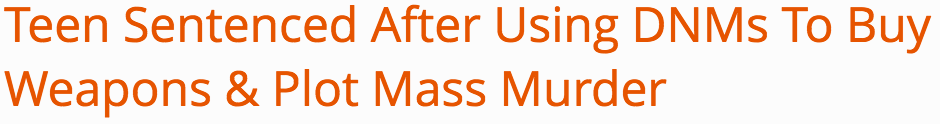 Teen Sentenced After Using DNMs To Buy
Weapons & Plot Mass Murder